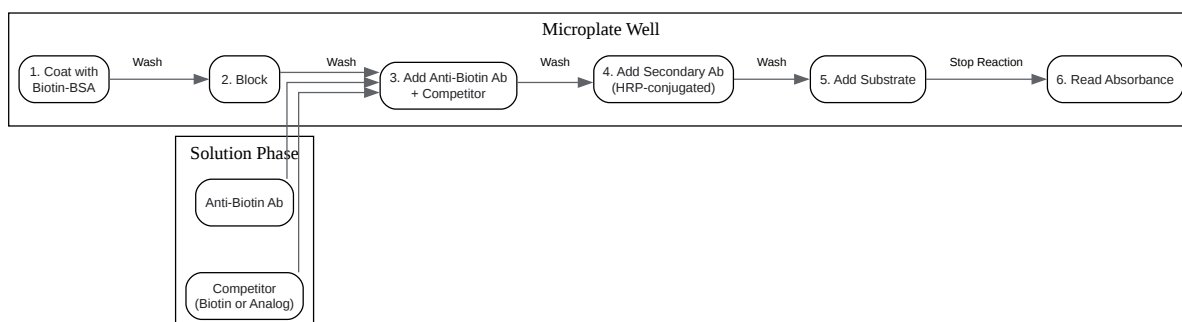 Microplate Well
1. Coat with
Biotin-BSA
Wash
2. Block
Wash
3. Add Anti-Biotin Ab
+ Competitor
Wash
4. Add Secondary Ab
(HRP-conjugated)
Wash
5. Add Substrate
Stop Reaction
6. Read Absorbance
Solution Phase
Anti-Biotin Ab
Competitor
(Biotin or Analog)